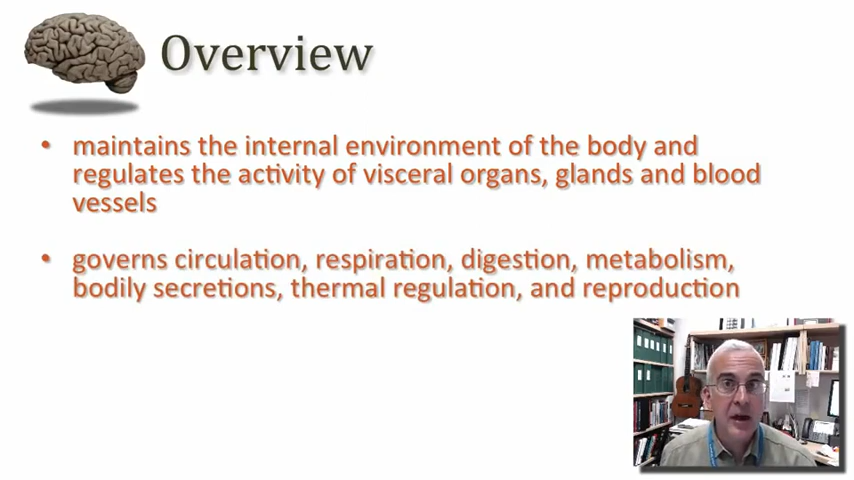 Overview
• maintains the internal environment of the body and
regulates the activity of visceral organs, glands and blood
vessels
• governs circulation, respiration, digestion, metabolism,
bodily secretions, thermal regulation, and reproduction